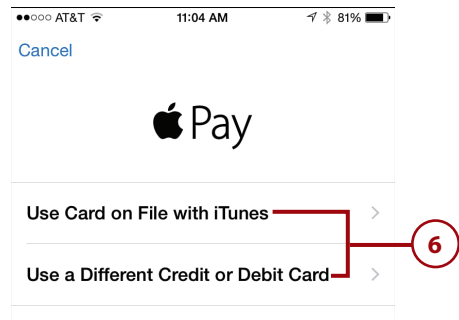 AT&T 11:04 AM 81%
Cancel
Pay
Use Card on File with iTunes
6
Use a Different Credit or Debit Card